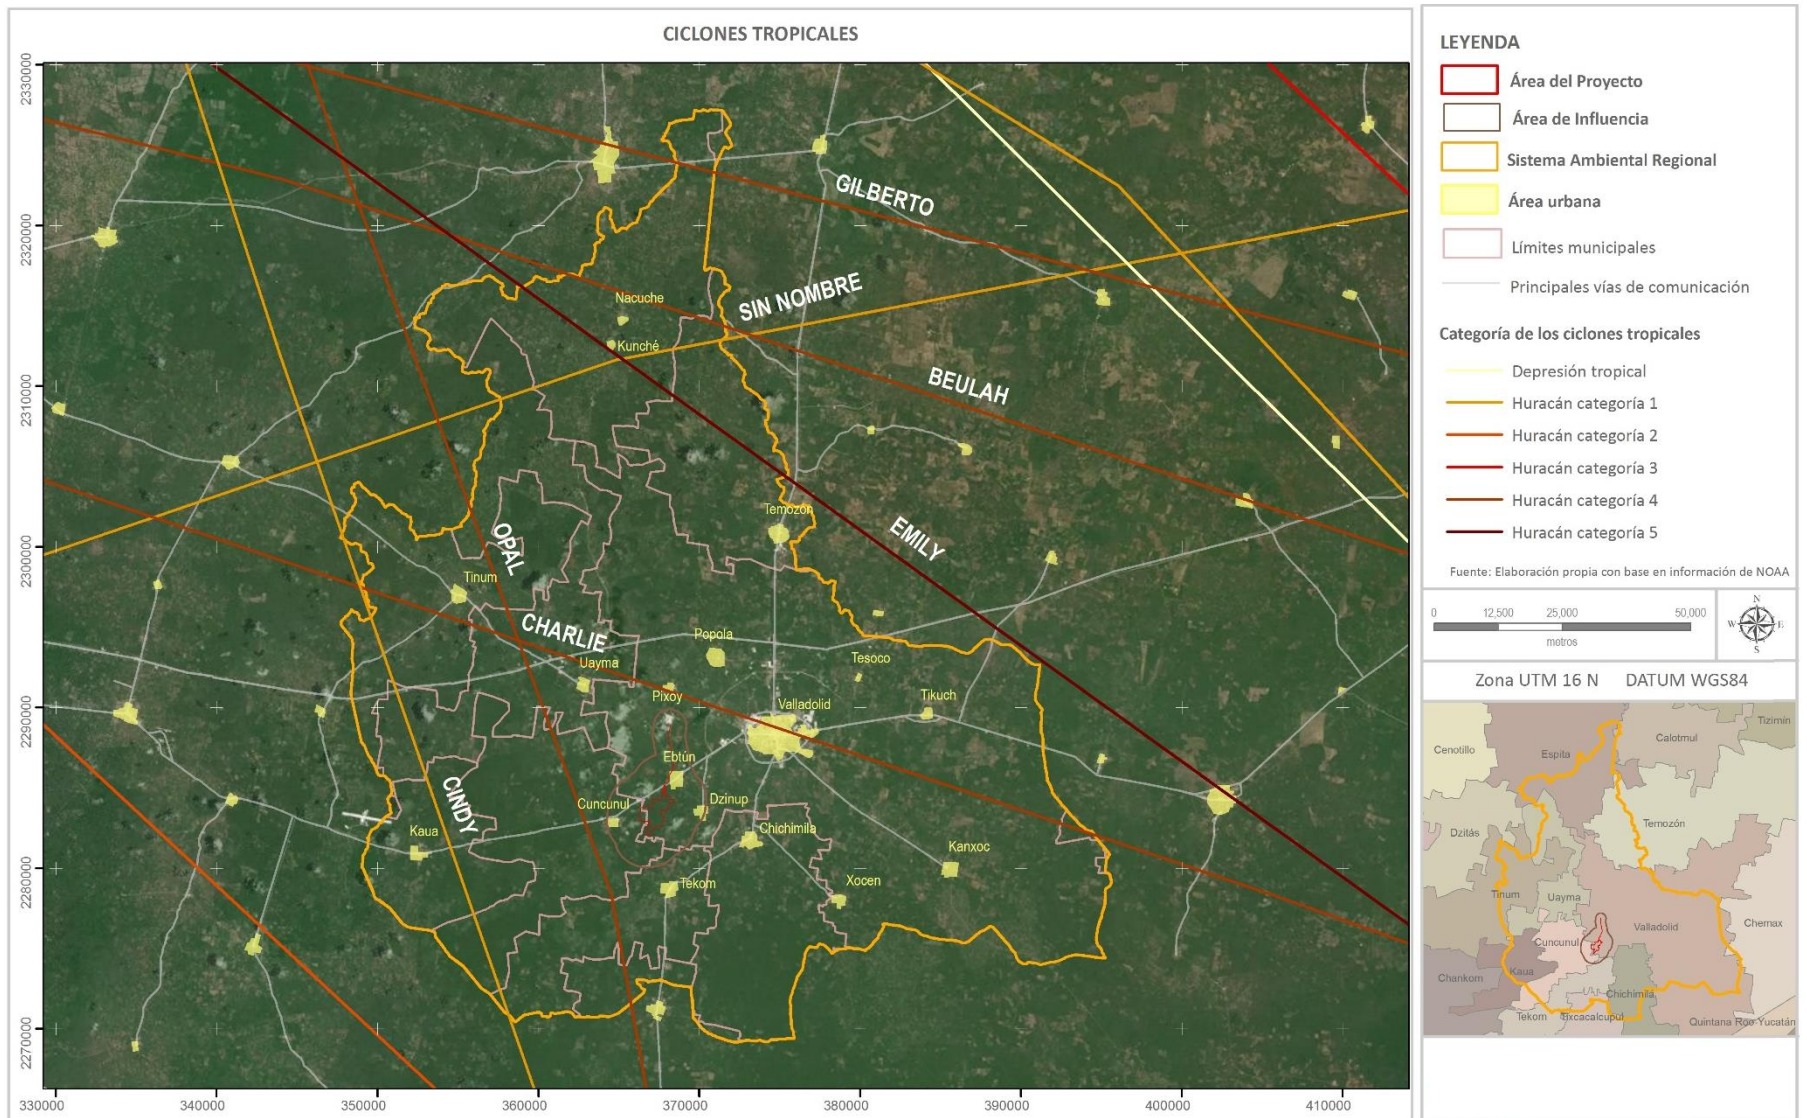 CICLONES TROPICALES
2330000
2320000
2310000
2300000
2290000
2280000
2270000
330000
340000
350000
360000
370000
380000
390000
400000
410000
GILBERTO
SIN NOMBRE
Nacuche
Kunché
BEULAH
EMILY
Temozón
OPAL
Tinum
CHARLIE
Popola
Uayma
Tesoco
Pixoy
Valladolid
Tikuch
Ebtún
Cuncunul
Dzinup
CINDY
Kaua
Chichimila
Kanxoc
Tekom
Xocen
LEYENDA
Área del Proyecto
Área de Influencia
Sistema Ambiental Regional
Área urbana
Límites municipales
Principales vías de comunicación
Categoría de los ciclones tropicales
Depresión tropical
Huracán categoría 1
Huracán categoría 2
Huracán categoría 3
Huracán categoría 4
Huracán categoría 5
Fuente: Elaboración propia con base en información de NOAA
0 12,500 25,000 50,000
metros
N
W E
S
Zona UTM 16 N DATUM WGS84
Tizimín
Cenotillo
Espita
Calotmul
Dzitás
Temozón
Tinum
Uayma
Valladolid
Chemax
Cuncunul
Chankom
Kaua
Chichimila
Tekom
Tixcacalcupul
Quintana Roo
Yucatán